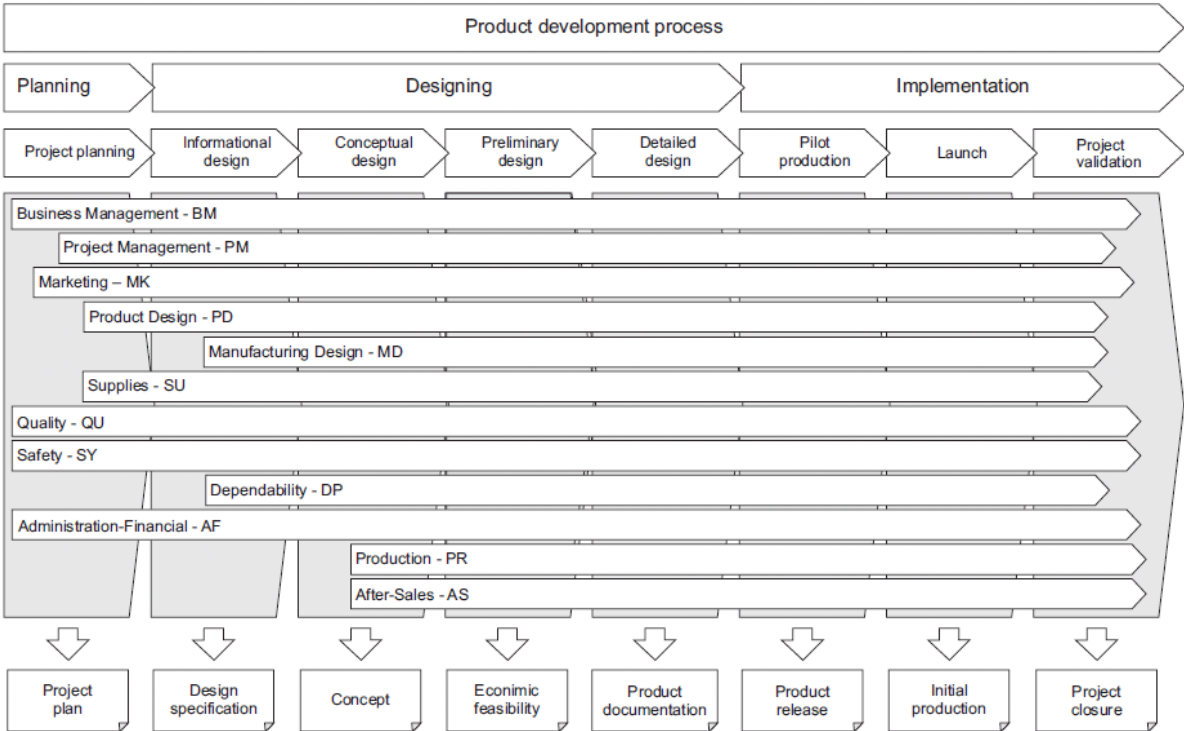 Product development process
Planning
Designing
Implementation
Project planning
Informational
design
Conceptual
design
Preliminary
design
Detailed
design
Pilot
production
Launch
Project
validation
Business Management - BM
Project Management - PM
Marketing – MK
Product Design - PD
Manufacturing Design - MD
Supplies - SU
Quality - QU
Safety - SY
Dependability - DP
Administration-Financial - AF
Production - PR
After-Sales - AS
Project
plan
Design
specification
Concept
Econimic
feasibility
Product
documentation
Product
release
Initial
production
Project
closure